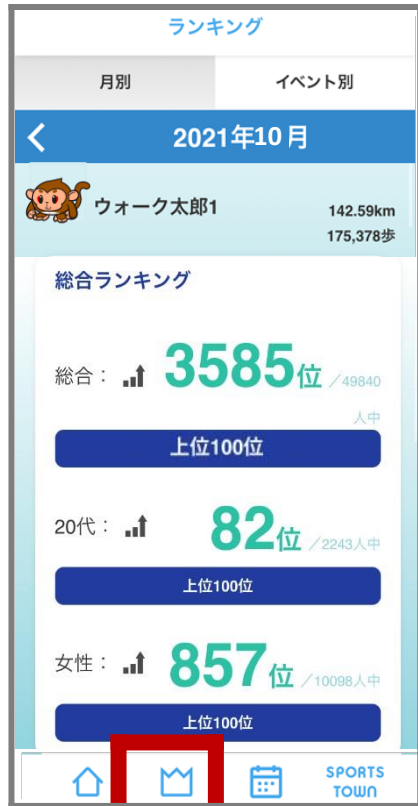 ランキング
月別 イベント別
2021年10月
ウォーク太郎1 142.59km
175,378歩
総合ランキング
総合： 3585位 ／49840
人中
上位100位
20代： 82位 ／2243人中
上位100位
女性： 857位 ／10098人中
上位100位
SPORTS
TOWN